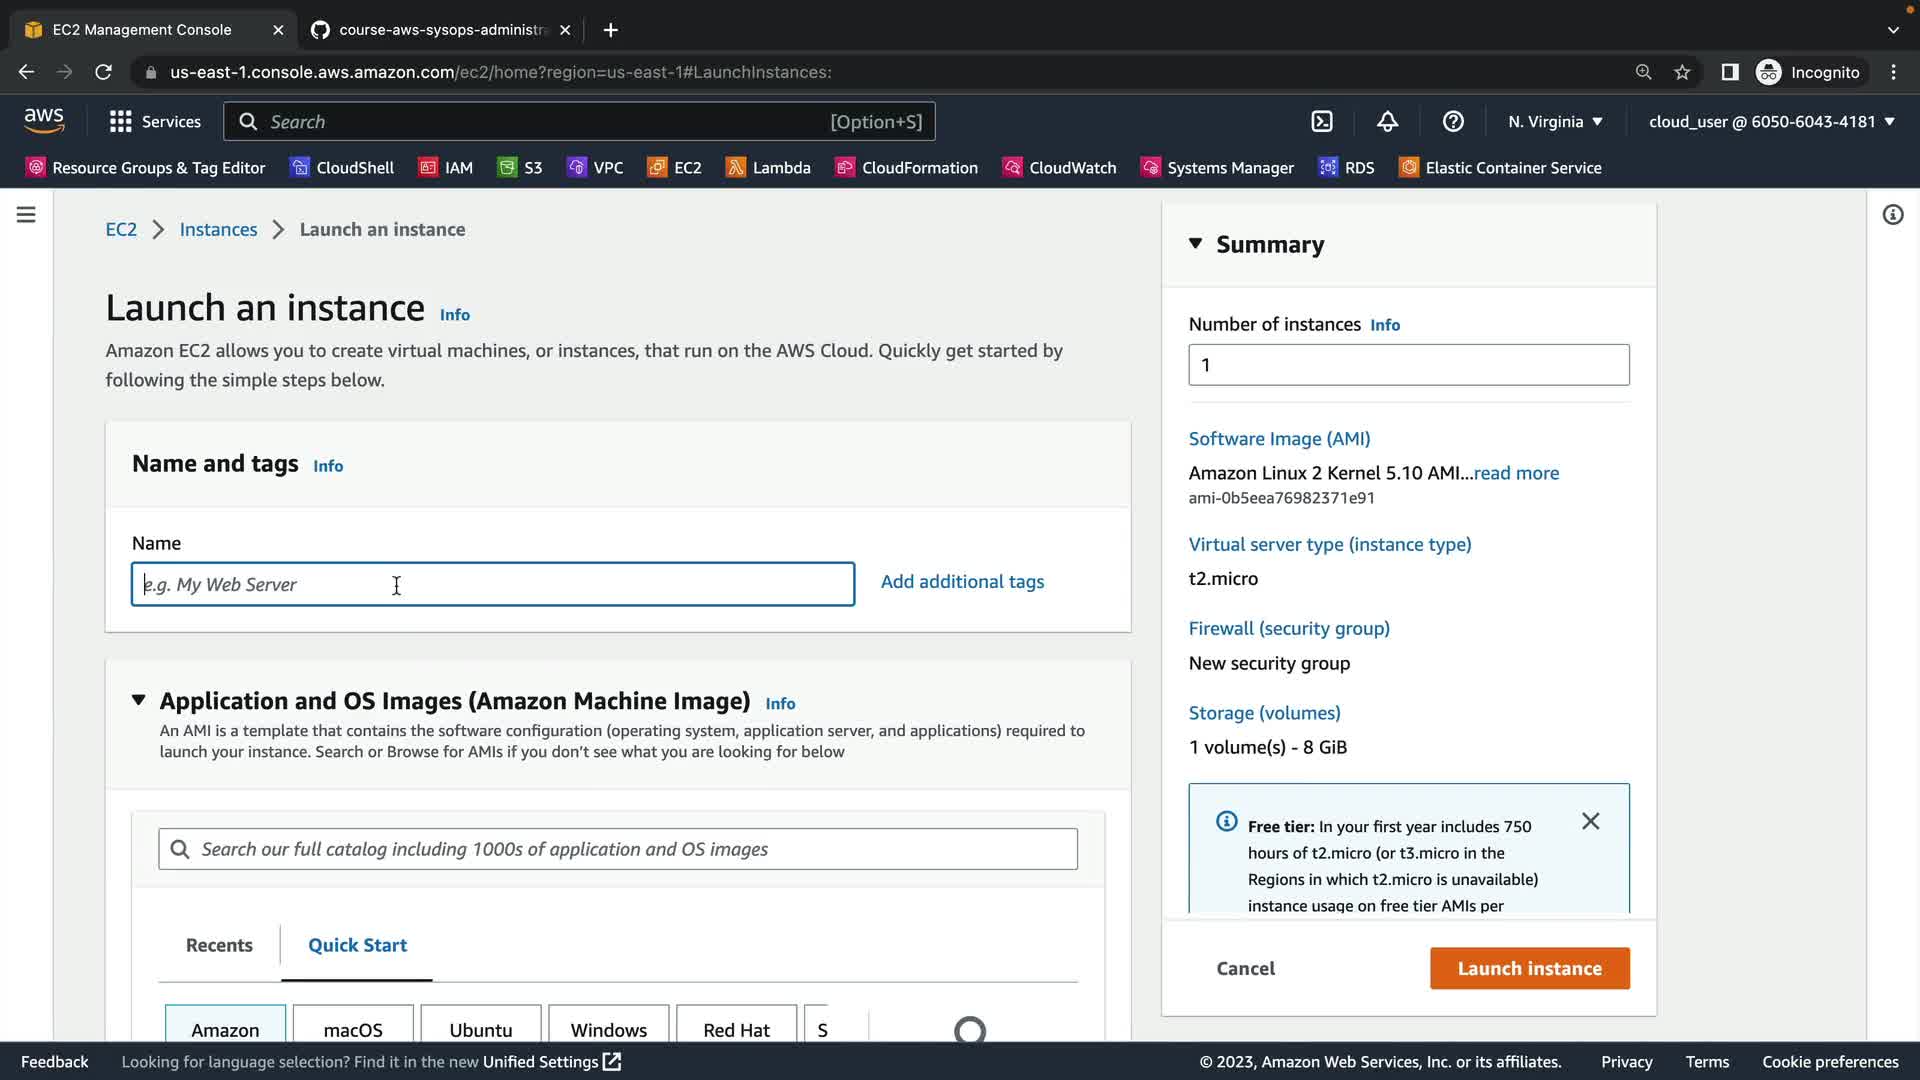 EC2 Management Console
course-aws-sysops-administr
us-east-1.console.aws.amazon.com/ec2/home?region=us-east-1#LaunchInstances:
Incognito
aws
Services
Search
[Option+S]
N. Virginia
cloud_user @ 6050-6043-4181
Resource Groups & Tag Editor
CloudShell
IAM
S3
VPC
EC2
Lambda
CloudFormation
CloudWatch
Systems Manager
RDS
Elastic Container Service
EC2
Instances
Launch an instance
Launch an instance Info
Amazon EC2 allows you to create virtual machines, or instances, that run on the AWS Cloud. Quickly get started by
following the simple steps below.
Name and tags Info
Name
e.g. My Web Server
Add additional tags
Application and OS Images (Amazon Machine Image) Info
An AMI is a template that contains the software configuration (operating system, application server, and applications) required to
launch your instance. Search or Browse for AMIs if you don't see what you are looking for below
Search our full catalog including 1000s of application and OS images
Recents
Quick Start
Amazon
macOS
Ubuntu
Windows
Red Hat
S
Summary
Number of instances Info
1
Software Image (AMI)
Amazon Linux 2 Kernel 5.10 AMI...read more
ami-0b5eea76982371e91
Virtual server type (instance type)
t2.micro
Firewall (security group)
New security group
Storage (volumes)
1 volume(s) - 8 GiB
Free tier: In your first year includes 750
hours of t2.micro (or t3.micro in the
Regions in which t2.micro is unavailable)
instance usage on free tier AMIs per
Cancel
Launch instance
Feedback
Looking for language selection? Find it in the new Unified Settings
© 2023, Amazon Web Services, Inc. or its affiliates.
Privacy
Terms
Cookie preferences